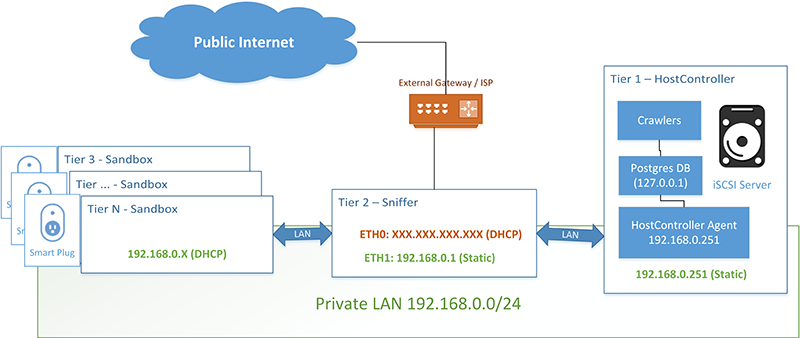 Public Internet
External Gateway / ISP
Tier 1 – HostController
Crawlers
Postgres DB
(127.0.0.1)
iSCSI Server
HostController Agent
192.168.0.251
192.168.0.251 (Static)
Tier 3 - Sandbox
Tier ... - Sandbox
Tier N - Sandbox
Smart Plug
192.168.0.X (DHCP)
LAN
Tier 2 – Sniffer
ETH0: XXX.XXX.XXX.XXX (DHCP)
ETH1: 192.168.0.1 (Static)
LAN
Private LAN 192.168.0.0/24